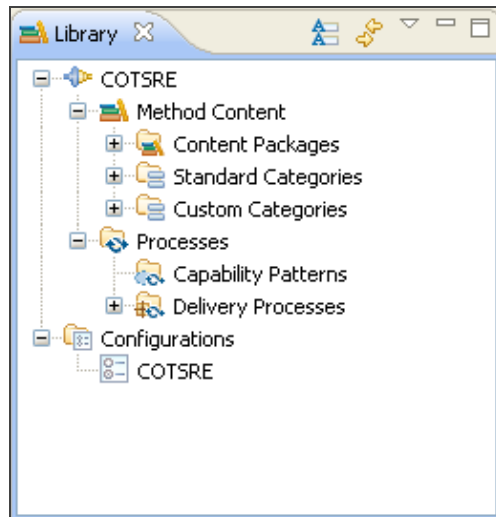 Library
COTSRE
Method Content
Content Packages
Standard Categories
Custom Categories
Processes
Capability Patterns
Delivery Processes
Configurations
COTSRE